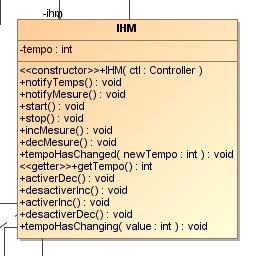 -ihm
IHM
-tempo : int
<<constructor>>+IHM( ctl : Controller )
+notifyTemps() : void
+notifyMesure() : void
+start() : void
+stop() : void
+incMesure() : void
+decMesure() : void
+tempoHasChanged( newTempo : int ) : void
<<getter>>+getTempo() : int
+activerDec() : void
+desactiverInc() : void
+activerInc() : void
+desactiverDec() : void
+tempoHasChanging( value : int ) : void